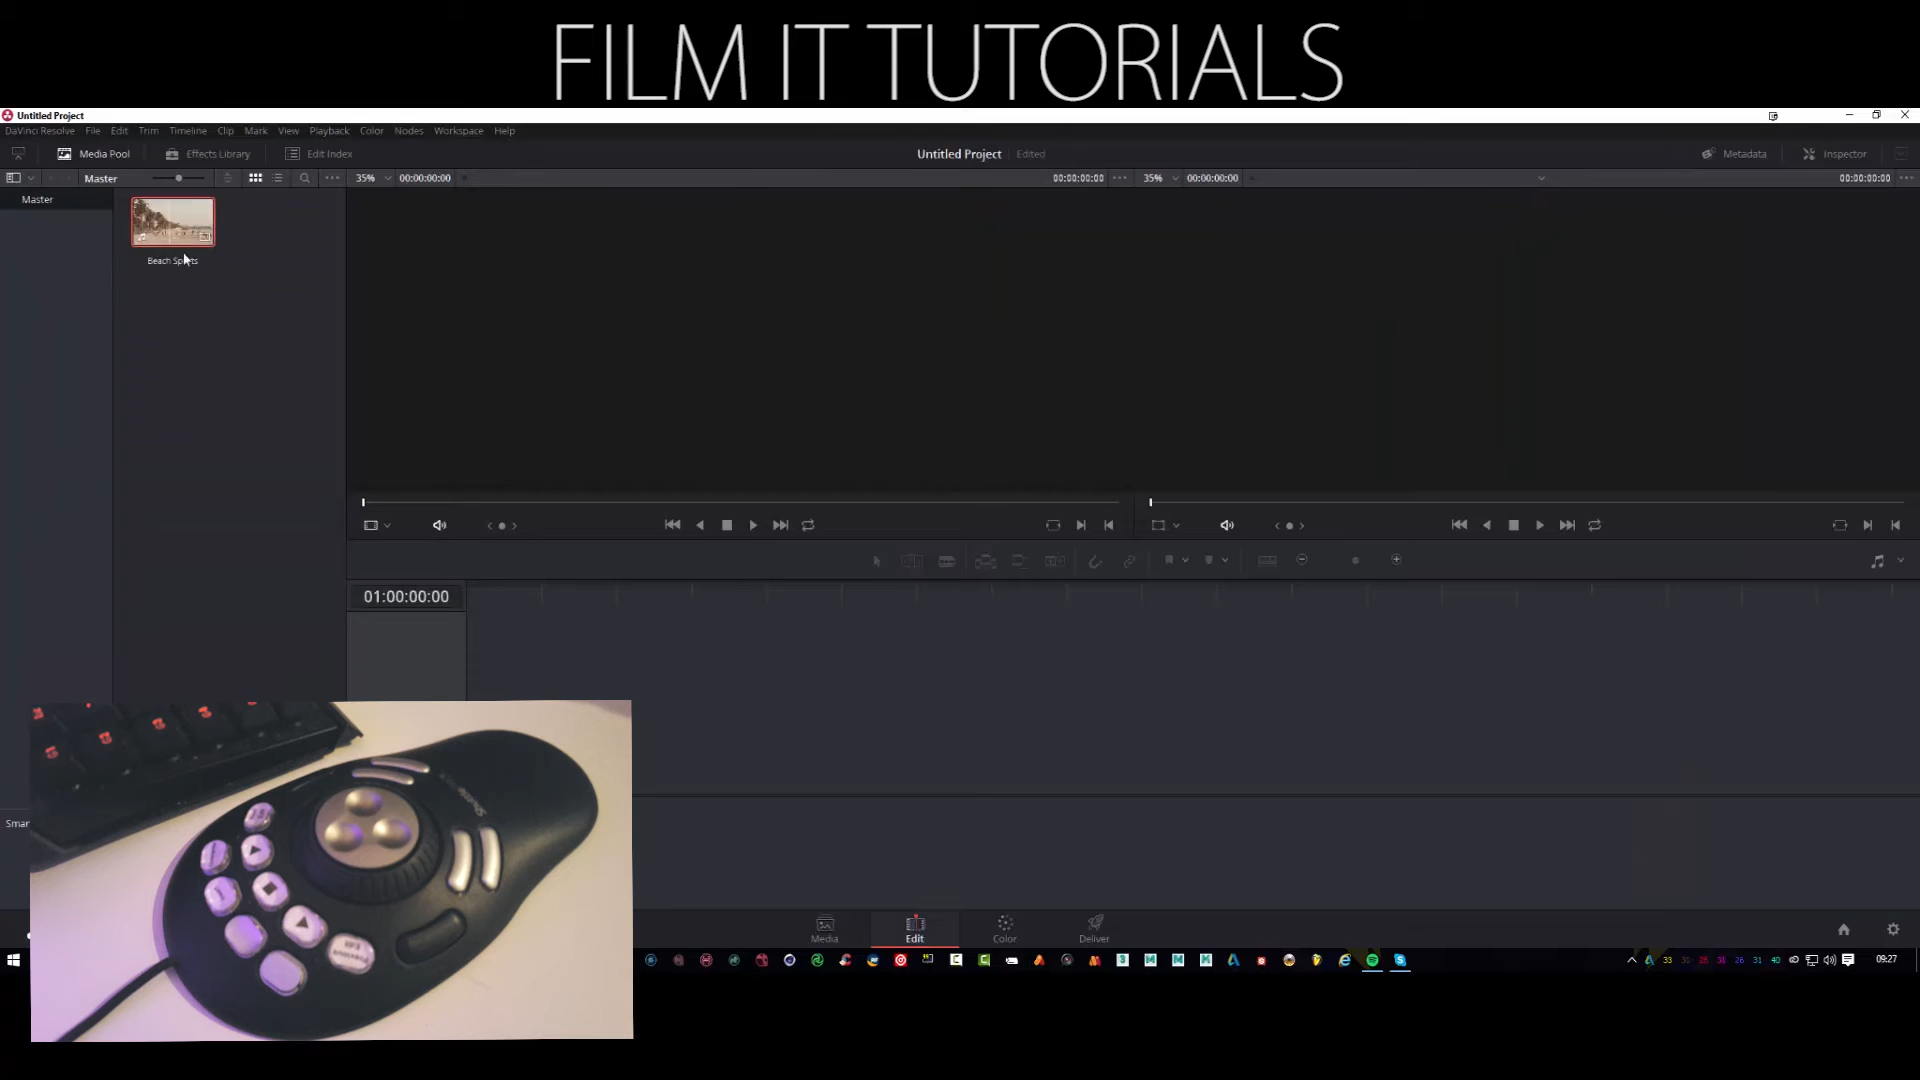 FILM IT TUTORIALS
Untitled Project
DaVinci Resolve File Edit Trim Timeline Clip Mark View Playback Color Nodes Workspace Help
Media Pool Effects Library Edit Index Untitled Project Edited Metadata Inspector
Master 35% 00:00:00:00 00:00:00:00 35% 00:00:00:00 00:00:00:00
Master
Beach Sports
01:00:00:00
Smar
Media Edit Color Deliver
09:27